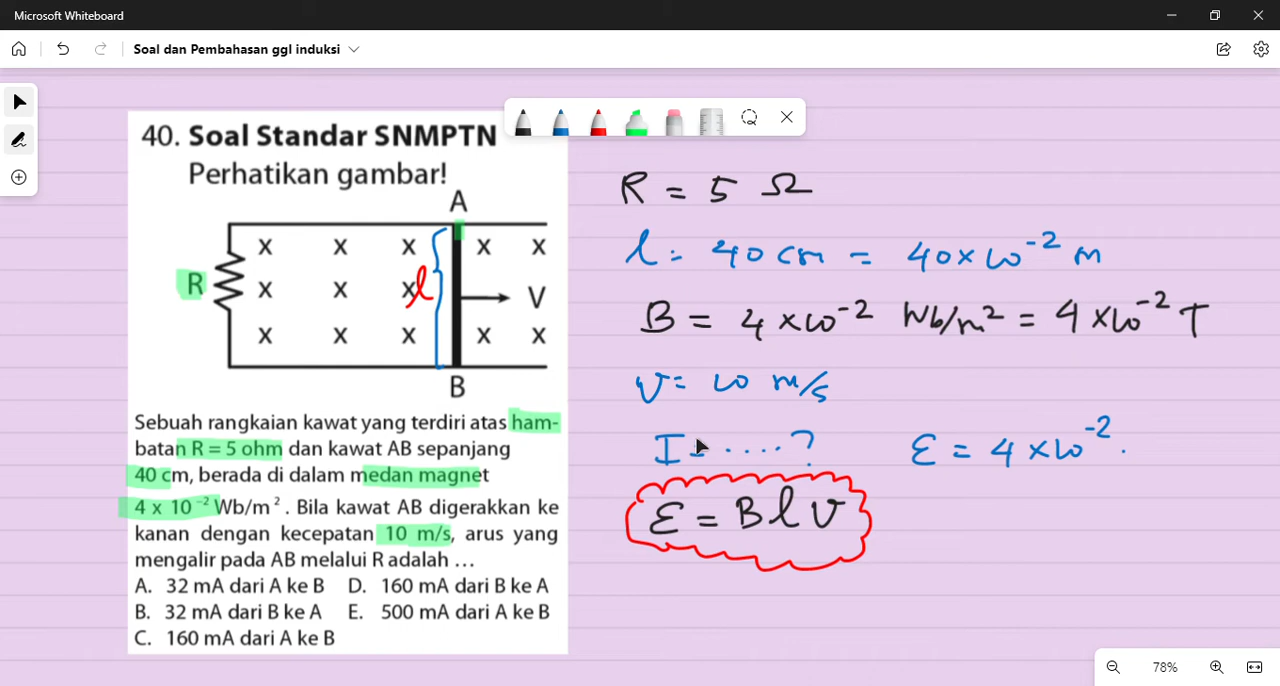 Microsoft Whiteboard
Soal dan Pembahasan ggl induksi
40. Soal Standar SNMPTN
Perhatikan gambar!
A
x x x x x
R x x x l V
x x x x x
B
Sebuah rangkaian kawat yang terdiri atas ham-
batan R = 5 ohm dan kawat AB sepanjang
40 cm, berada di dalam medan magnet
4 x 10⁻² Wb/m². Bila kawat AB digerakkan ke
kanan dengan kecepatan 10 m/s, arus yang
mengalir pada AB melalui R adalah ...
A. 32 mA dari A ke B D. 160 mA dari B ke A
B. 32 mA dari B ke A E. 500 mA dari A ke B
C. 160 mA dari A ke B
R = 5 Ω
l = 40 cm = 40×10⁻² m
B = 4×10⁻² Wb/m² = 4×10⁻² T
V = 10 m/s
I = ....? ε = 4×10⁻² .
ε = B l v
78%